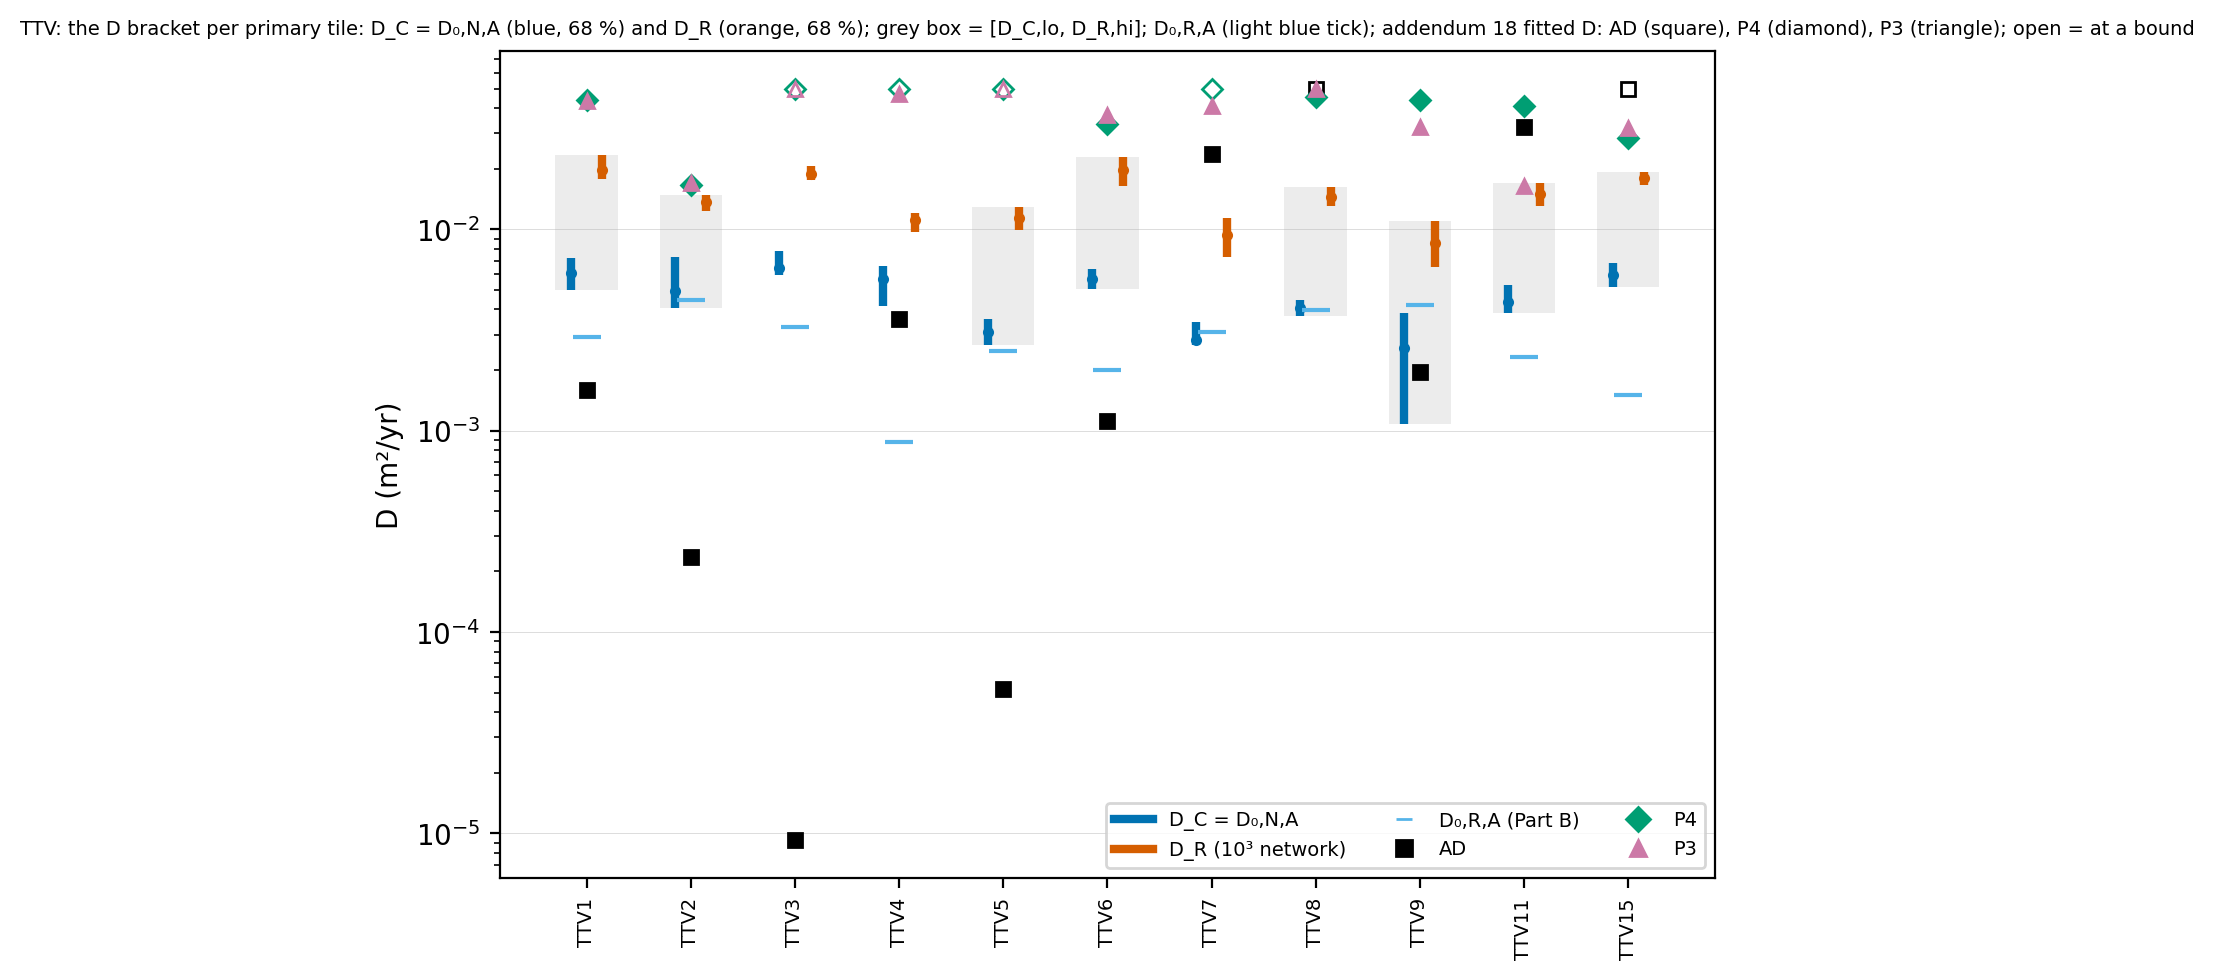 TTV: the D bracket per primary tile: D_C = D₀,N,A (blue, 68 %) and D_R (orange, 68 %); grey box = [D_C,lo, D_R,hi]; D₀,R,A (light blue tick); addendum 18 fitted D: AD (square), P4 (diamond), P3 (triangle); open = at a bound
D (m²/yr)
10⁻²
10⁻³
10⁻⁴
10⁻⁵
D_C = D₀,N,A
D_R (10³ network)
D₀,R,A (Part B)
AD
P4
P3
TTV1
TTV2
TTV3
TTV4
TTV5
TTV6
TTV7
TTV8
TTV9
TTV11
TTV15